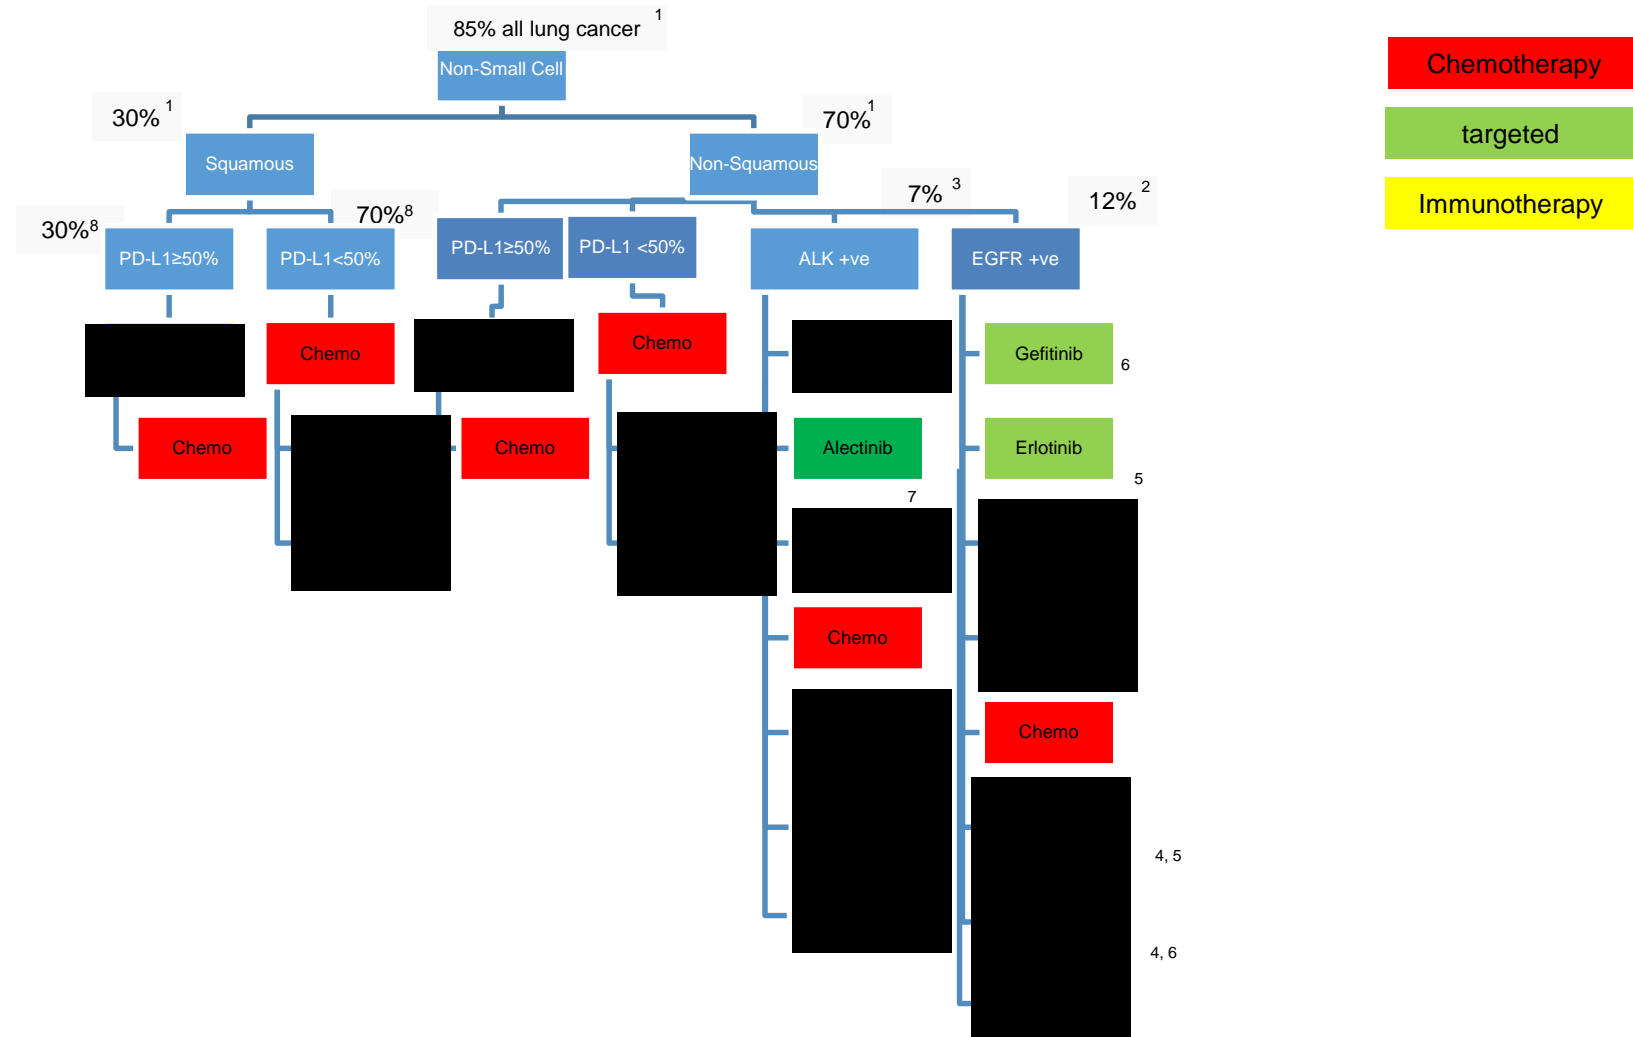 85% all lung cancer 1
Non-Small Cell
Chemotherapy
targeted
Immunotherapy
30% 1
70% 1
Squamous
Non-Squamous
7% 3
12% 2
30% 8
70% 8
PD-L1≥50%
PD-L1<50%
PD-L1≥50%
PD-L1 <50%
ALK +ve
EGFR +ve
Chemo
Chemo
Gefitinib
6
Chemo
Chemo
Alectinib
Erlotinib
5
7
Chemo
Chemo
4, 5
4, 6